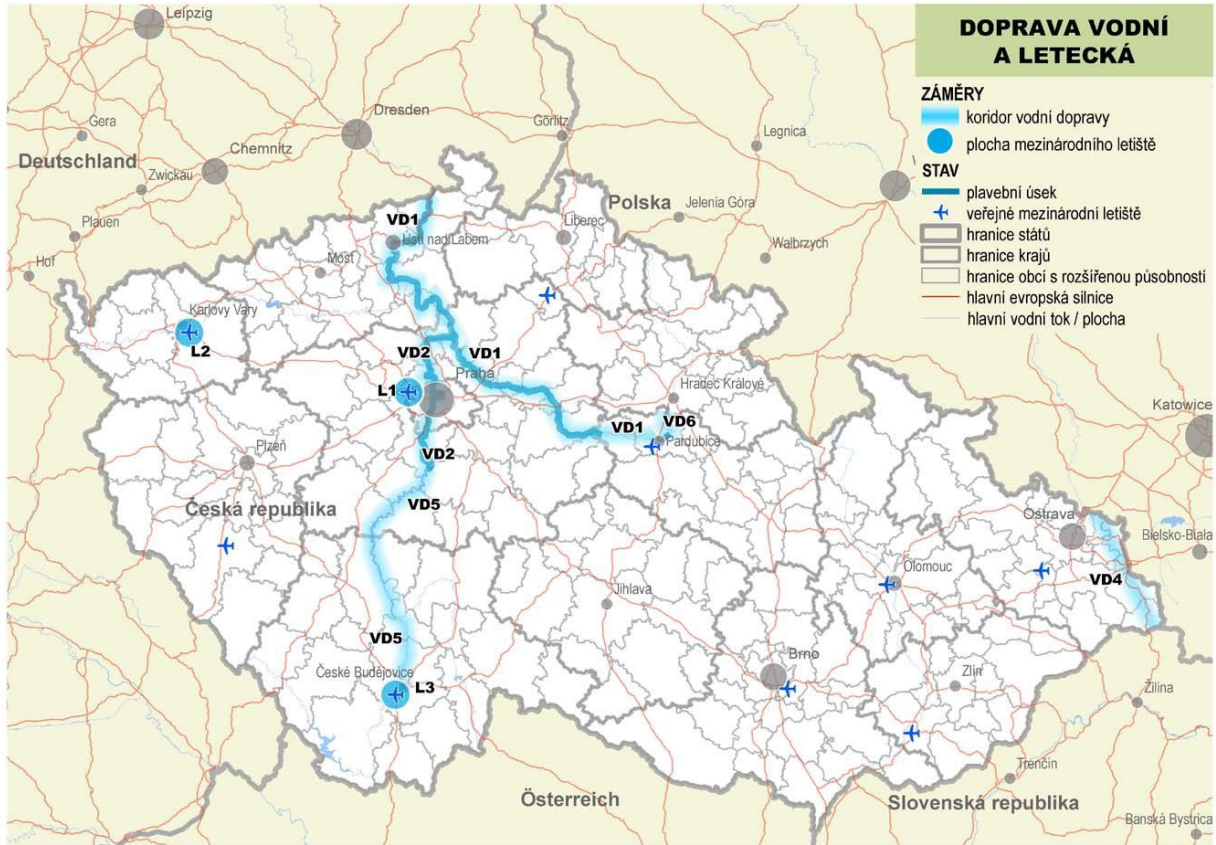 DOPRAVA VODNÍ
A LETECKÁ
ZÁMĚRY
koridor vodní dopravy
plocha mezinárodního letiště
STAV
plavební úsek
veřejné mezinárodní letiště
hranice států
hranice krajů
hranice obcí s rozšířenou působností
hlavní evropská silnice
hlavní vodní tok / plocha
Leipzig
Dresden
Görlitz
Legnica
Gera
Chemnitz
Deutschland
Zwickau
Polska
Jelenia Góra
Plauen
VD1
Liberec
Ústí nad Labem
Wałbrzych
Hof
Most
Karlovy Vary
L2
VD2
VD1
Praha
L1
Hradec Králové
Katowice
VD1
VD6
Pardubice
Plzeň
VD2
VD5
Česká republika
Ostrava
Bielsko-Biala
VD4
Olomouc
Jihlava
VD5
Brno
České Budějovice
L3
Zlín
Žilina
Trenčín
Österreich
Slovenská republika
Banská Bystrica